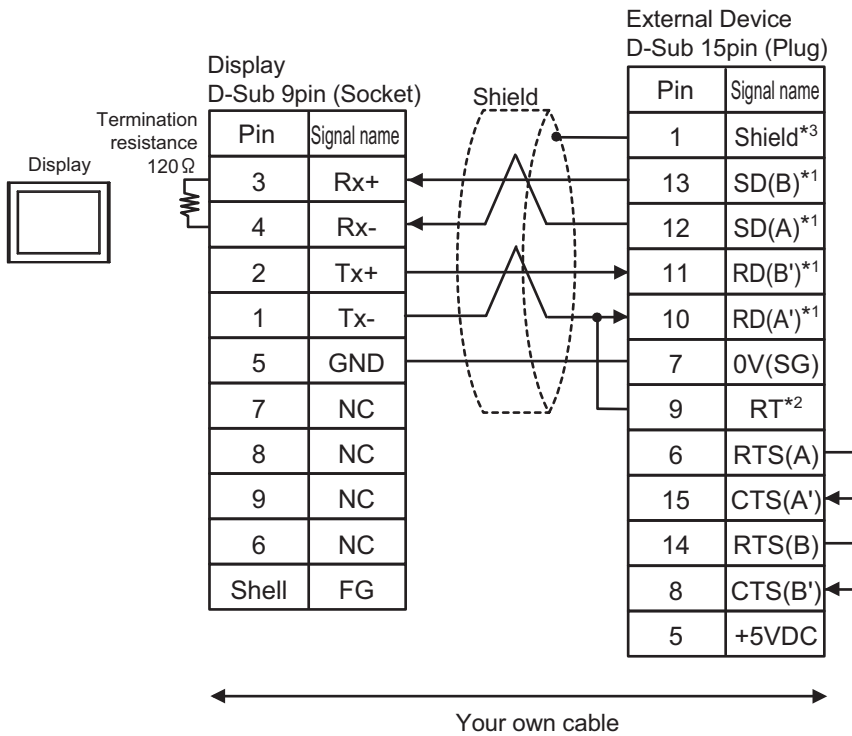 External Device
D-Sub 15pin (Plug)
Display
D-Sub 9pin (Socket)
Shield
Termination
resistance
120Ω
Display
Pin Signal name
3 Rx+
4 Rx-
2 Tx+
1 Tx-
5 GND
7 NC
8 NC
9 NC
6 NC
Shell FG
Pin Signal name
1 Shield*3
13 SD(B)*1
12 SD(A)*1
11 RD(B')*1
10 RD(A')*1
7 0V(SG)
9 RT*2
6 RTS(A)
15 CTS(A')
14 RTS(B)
8 CTS(B')
5 +5VDC
Your own cable